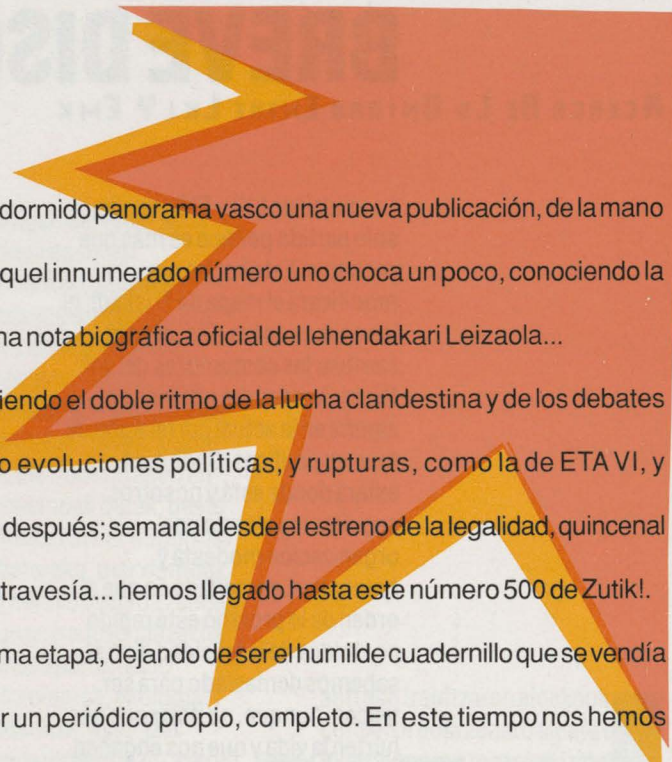 dormido panorama vasco una nueva publicación, de la mano
quel innumerado número uno choca un poco, conociendo la
na nota biográfica oficial del lehendakari Leizaola...
iendo el doble ritmo de la lucha clandestina y de los debates
o evoluciones políticas, y rupturas, como la de ETA VI, y
después; semanal desde el estreno de la legalidad, quincenal
travesía... hemos llegado hasta este número 500 de Zutik!.
ma etapa, dejando de ser el humilde cuadernillo que se vendía
r un periódico propio, completo. En este tiempo nos hemos